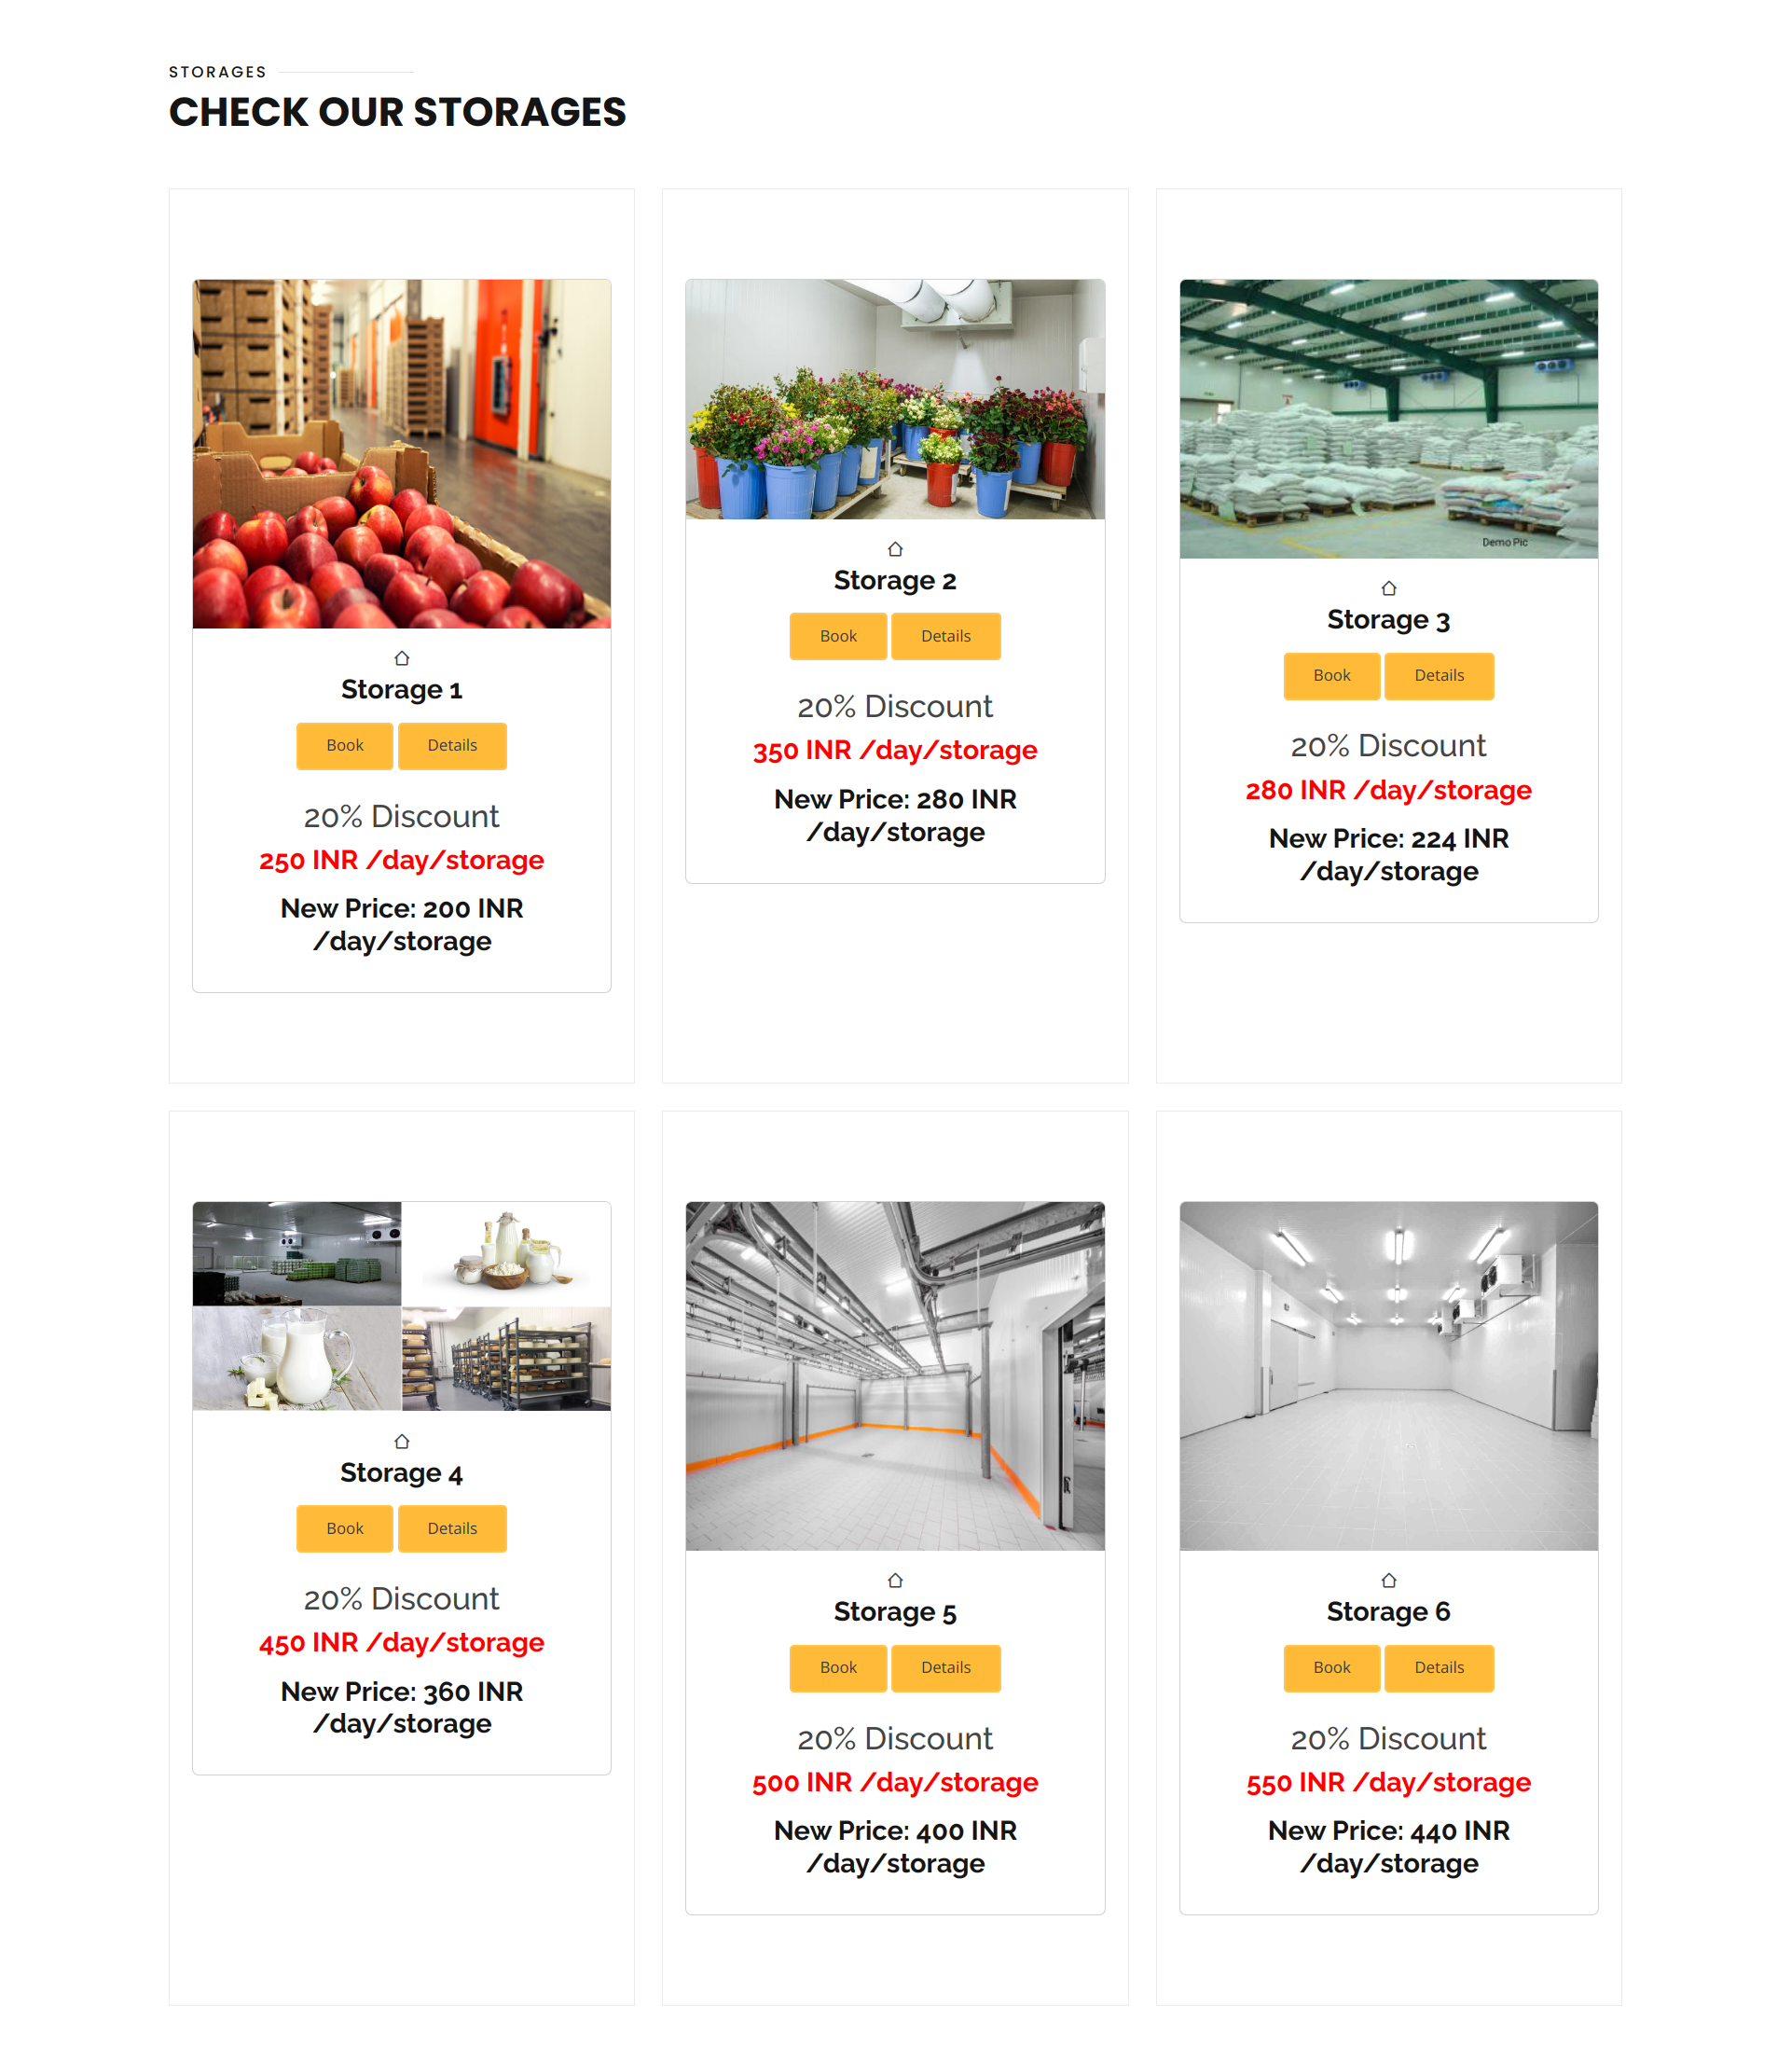 STORAGES
CHECK OUR STORAGES
Storage 1
Book Details
20% Discount
250 INR /day/storage
New Price: 200 INR
/day/storage
Storage 2
Book Details
20% Discount
350 INR /day/storage
New Price: 280 INR
/day/storage
Demo Pic
Storage 3
Book Details
20% Discount
280 INR /day/storage
New Price: 224 INR
/day/storage
Storage 4
Book Details
20% Discount
450 INR /day/storage
New Price: 360 INR
/day/storage
Storage 5
Book Details
20% Discount
500 INR /day/storage
New Price: 400 INR
/day/storage
Storage 6
Book Details
20% Discount
550 INR /day/storage
New Price: 440 INR
/day/storage